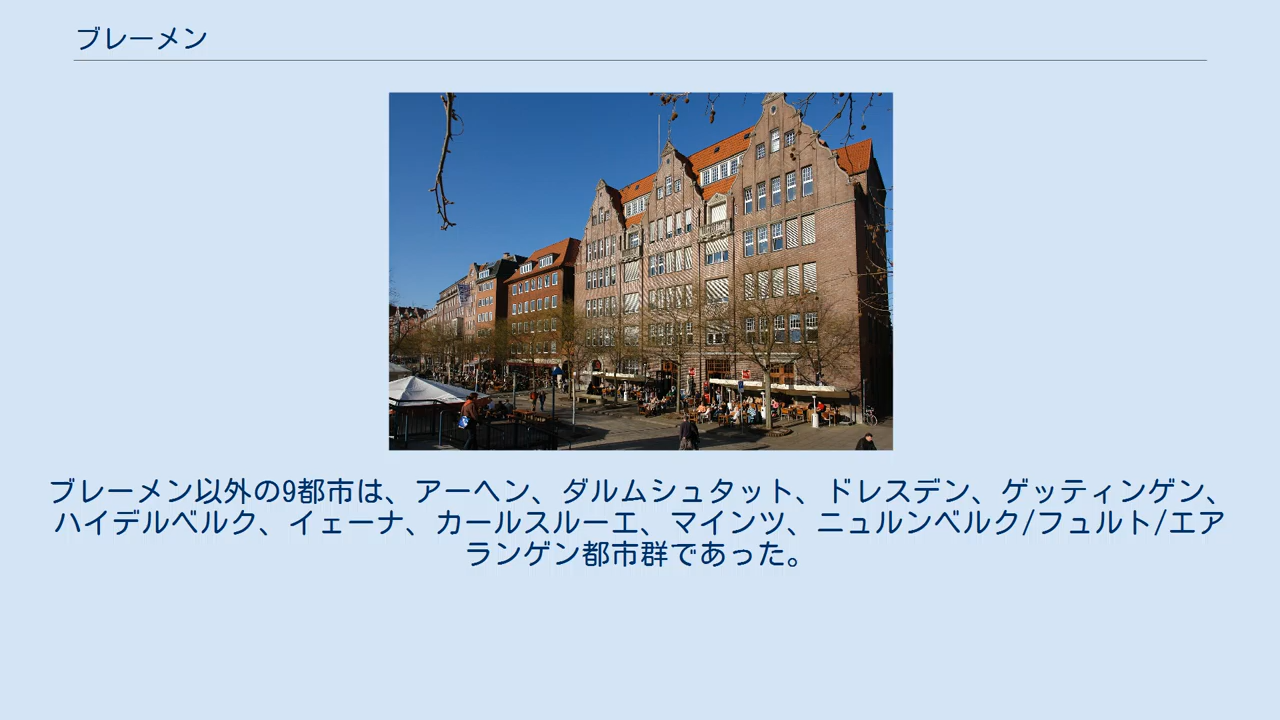 ブレーメン
ブレーメン以外の9都市は、アーヘン、ダルムシュタット、ドレスデン、ゲッティンゲン、
ハイデルベルク、イェーナ、カールスルーエ、マインツ、ニュルンベルク/フュルト/エア
ランゲン都市群であった。